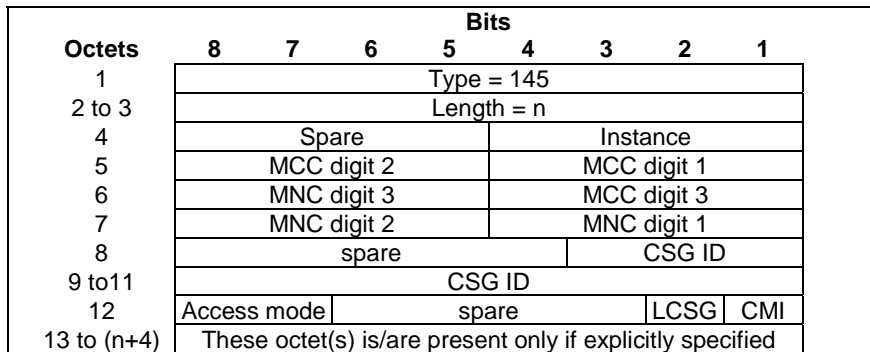 Bits
Octets 8 7 6 5 4 3 2 1
1 Type = 145
2 to 3 Length = n
4 Spare Instance
5 MCC digit 2 MCC digit 1
6 MNC digit 3 MCC digit 3
7 MNC digit 2 MNC digit 1
8 spare CSG ID
9 to11 CSG ID
12 Access mode spare LCSG CMI
13 to (n+4) These octet(s) is/are present only if explicitly specified